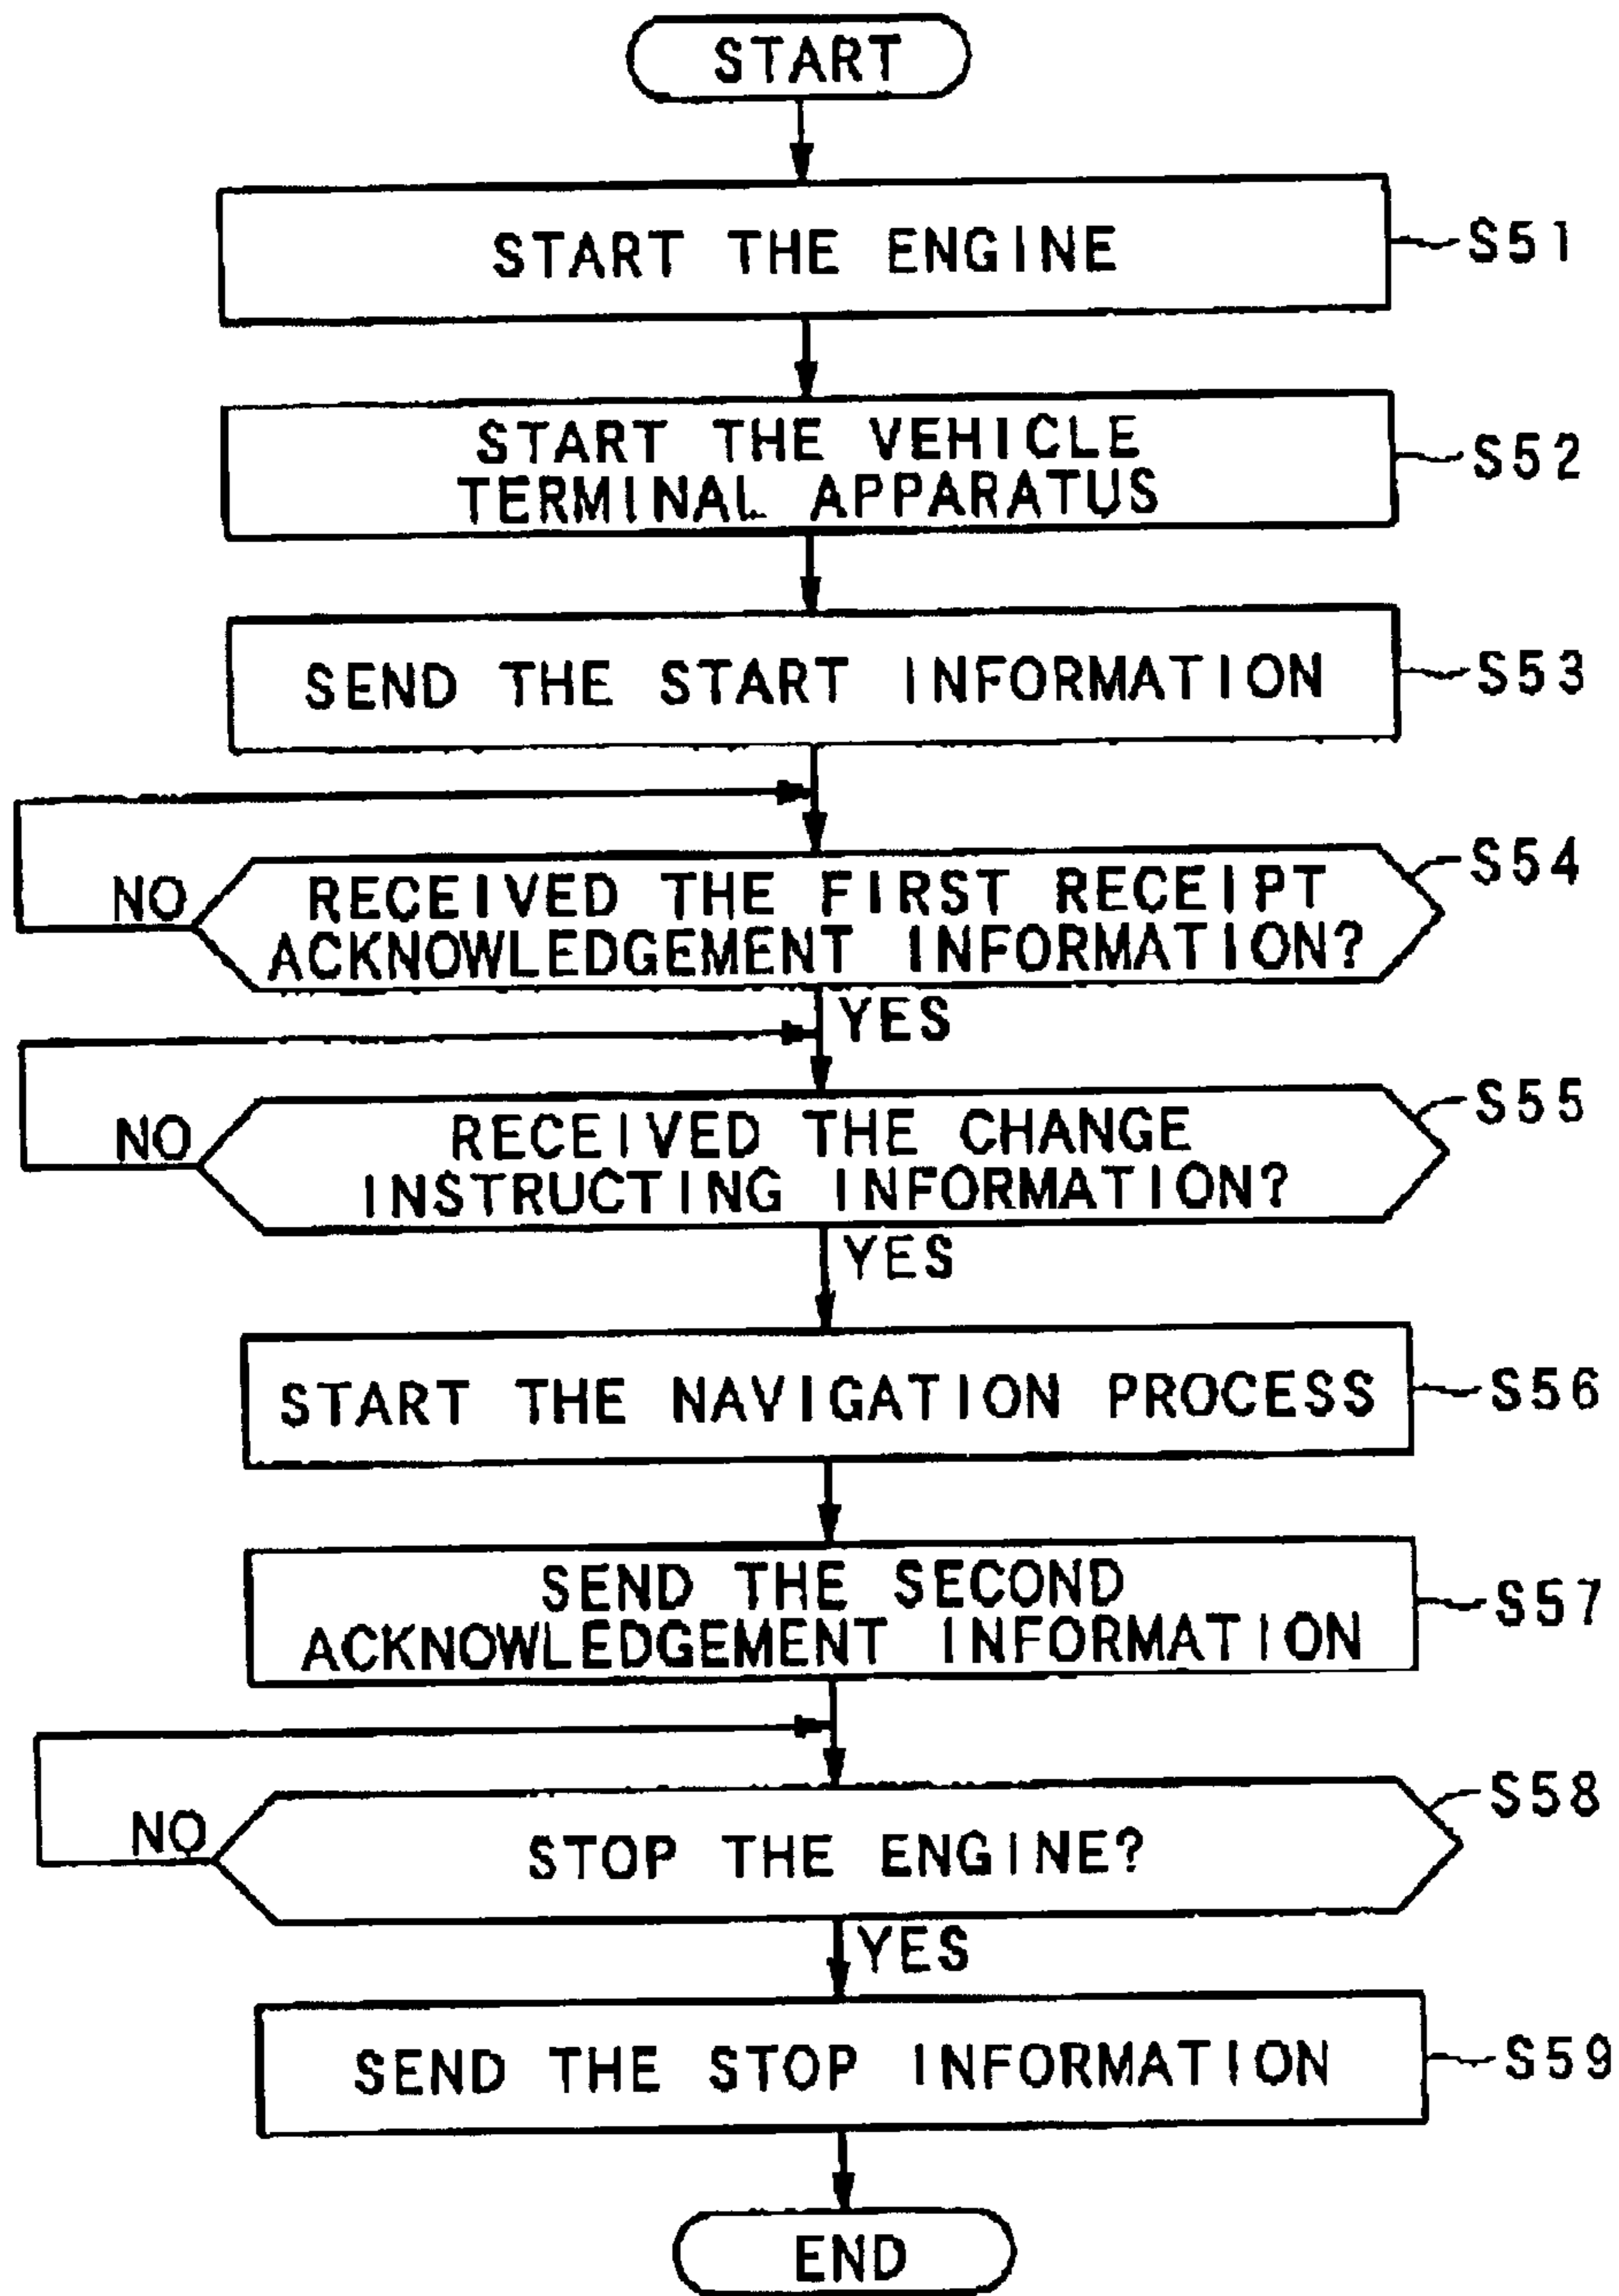 START
START THE ENGINE
S51
START THE VEHICLE
TERMINAL APPARATUS
S52
SEND THE START INFORMATION
S53
RECEIVED THE FIRST RECEIPT
ACKNOWLEDGEMENT INFORMATION?
S54
NO
YES
RECEIVED THE CHANGE
INSTRUCTING INFORMATION?
S55
NO
YES
START THE NAVIGATION PROCESS
S56
SEND THE SECOND
ACKNOWLEDGEMENT INFORMATION
S57
STOP THE ENGINE?
S58
NO
YES
SEND THE STOP INFORMATION
S59
END